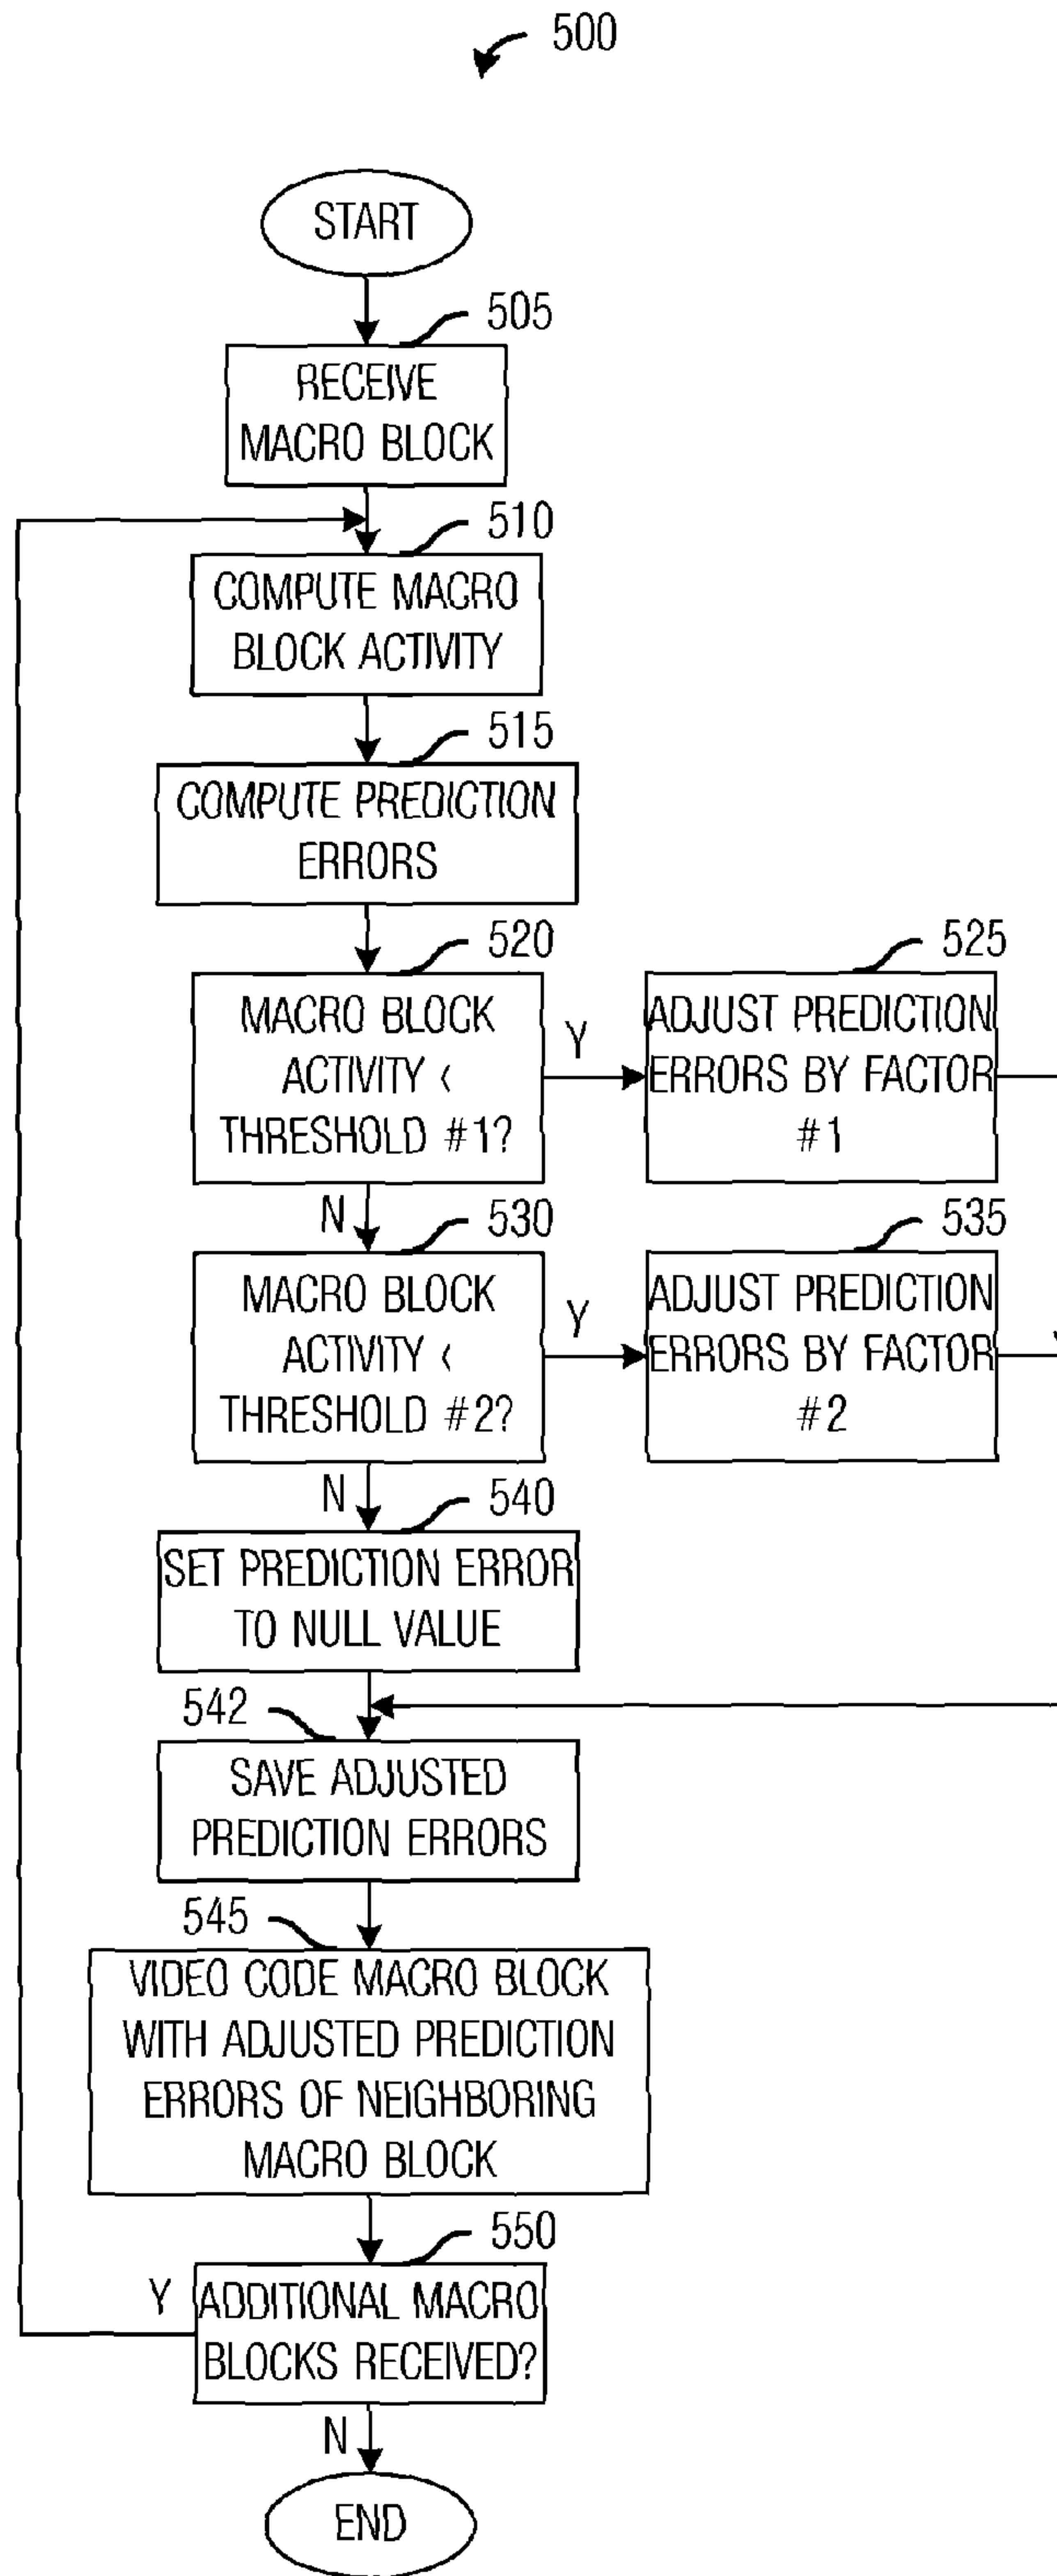 500
START
505
RECEIVE
MACRO BLOCK
510
COMPUTE MACRO
BLOCK ACTIVITY
515
COMPUTE PREDICTION
ERRORS
520
MACRO BLOCK
ACTIVITY <
THRESHOLD #1?
Y
525
ADJUST PREDICTION
ERRORS BY FACTOR
#1
N
530
MACRO BLOCK
ACTIVITY <
THRESHOLD #2?
Y
535
ADJUST PREDICTION
ERRORS BY FACTOR
#2
N
540
SET PREDICTION ERROR
TO NULL VALUE
542
SAVE ADJUSTED
PREDICTION ERRORS
545
VIDEO CODE MACRO BLOCK
WITH ADJUSTED PREDICTION
ERRORS OF NEIGHBORING
MACRO BLOCK
550
Y
ADDITIONAL MACRO
BLOCKS RECEIVED?
N
END